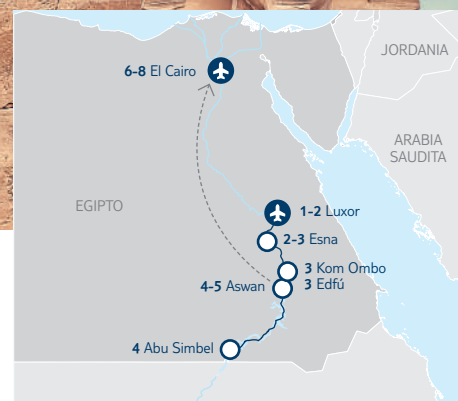 JORDANIA
6-8 El Cairo
ARABIA
SAUDITA
EGIPTO
1-2 Luxor
2-3 Esna
3 Kom Ombo
4-5 Aswan
3 Edfú
4 Abu Simbel